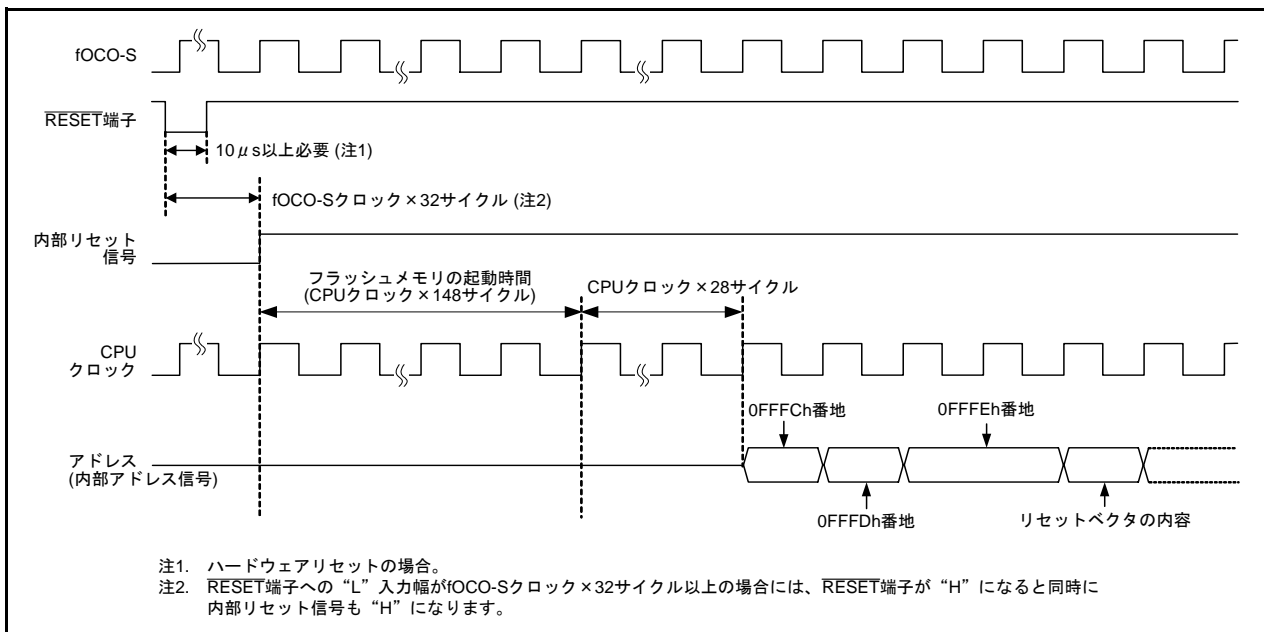 fOCO-S
RESET端子
10μs以上必要 (注1)
fOCO-Sクロック×32サイクル (注2)
内部リセット
信号
フラッシュメモリの起動時間
(CPUクロック×148サイクル)
CPUクロック×28サイクル
CPU
クロック
0FFFCh番地
0FFFEh番地
アドレス
(内部アドレス信号)
0FFFDh番地
リセットベクタの内容
注1. ハードウェアリセットの場合。
注2. RESET端子への“L”入力幅がfOCO-Sクロック×32サイクル以上の場合には、RESET端子が“H”になると同時に
内部リセット信号も“H”になります。